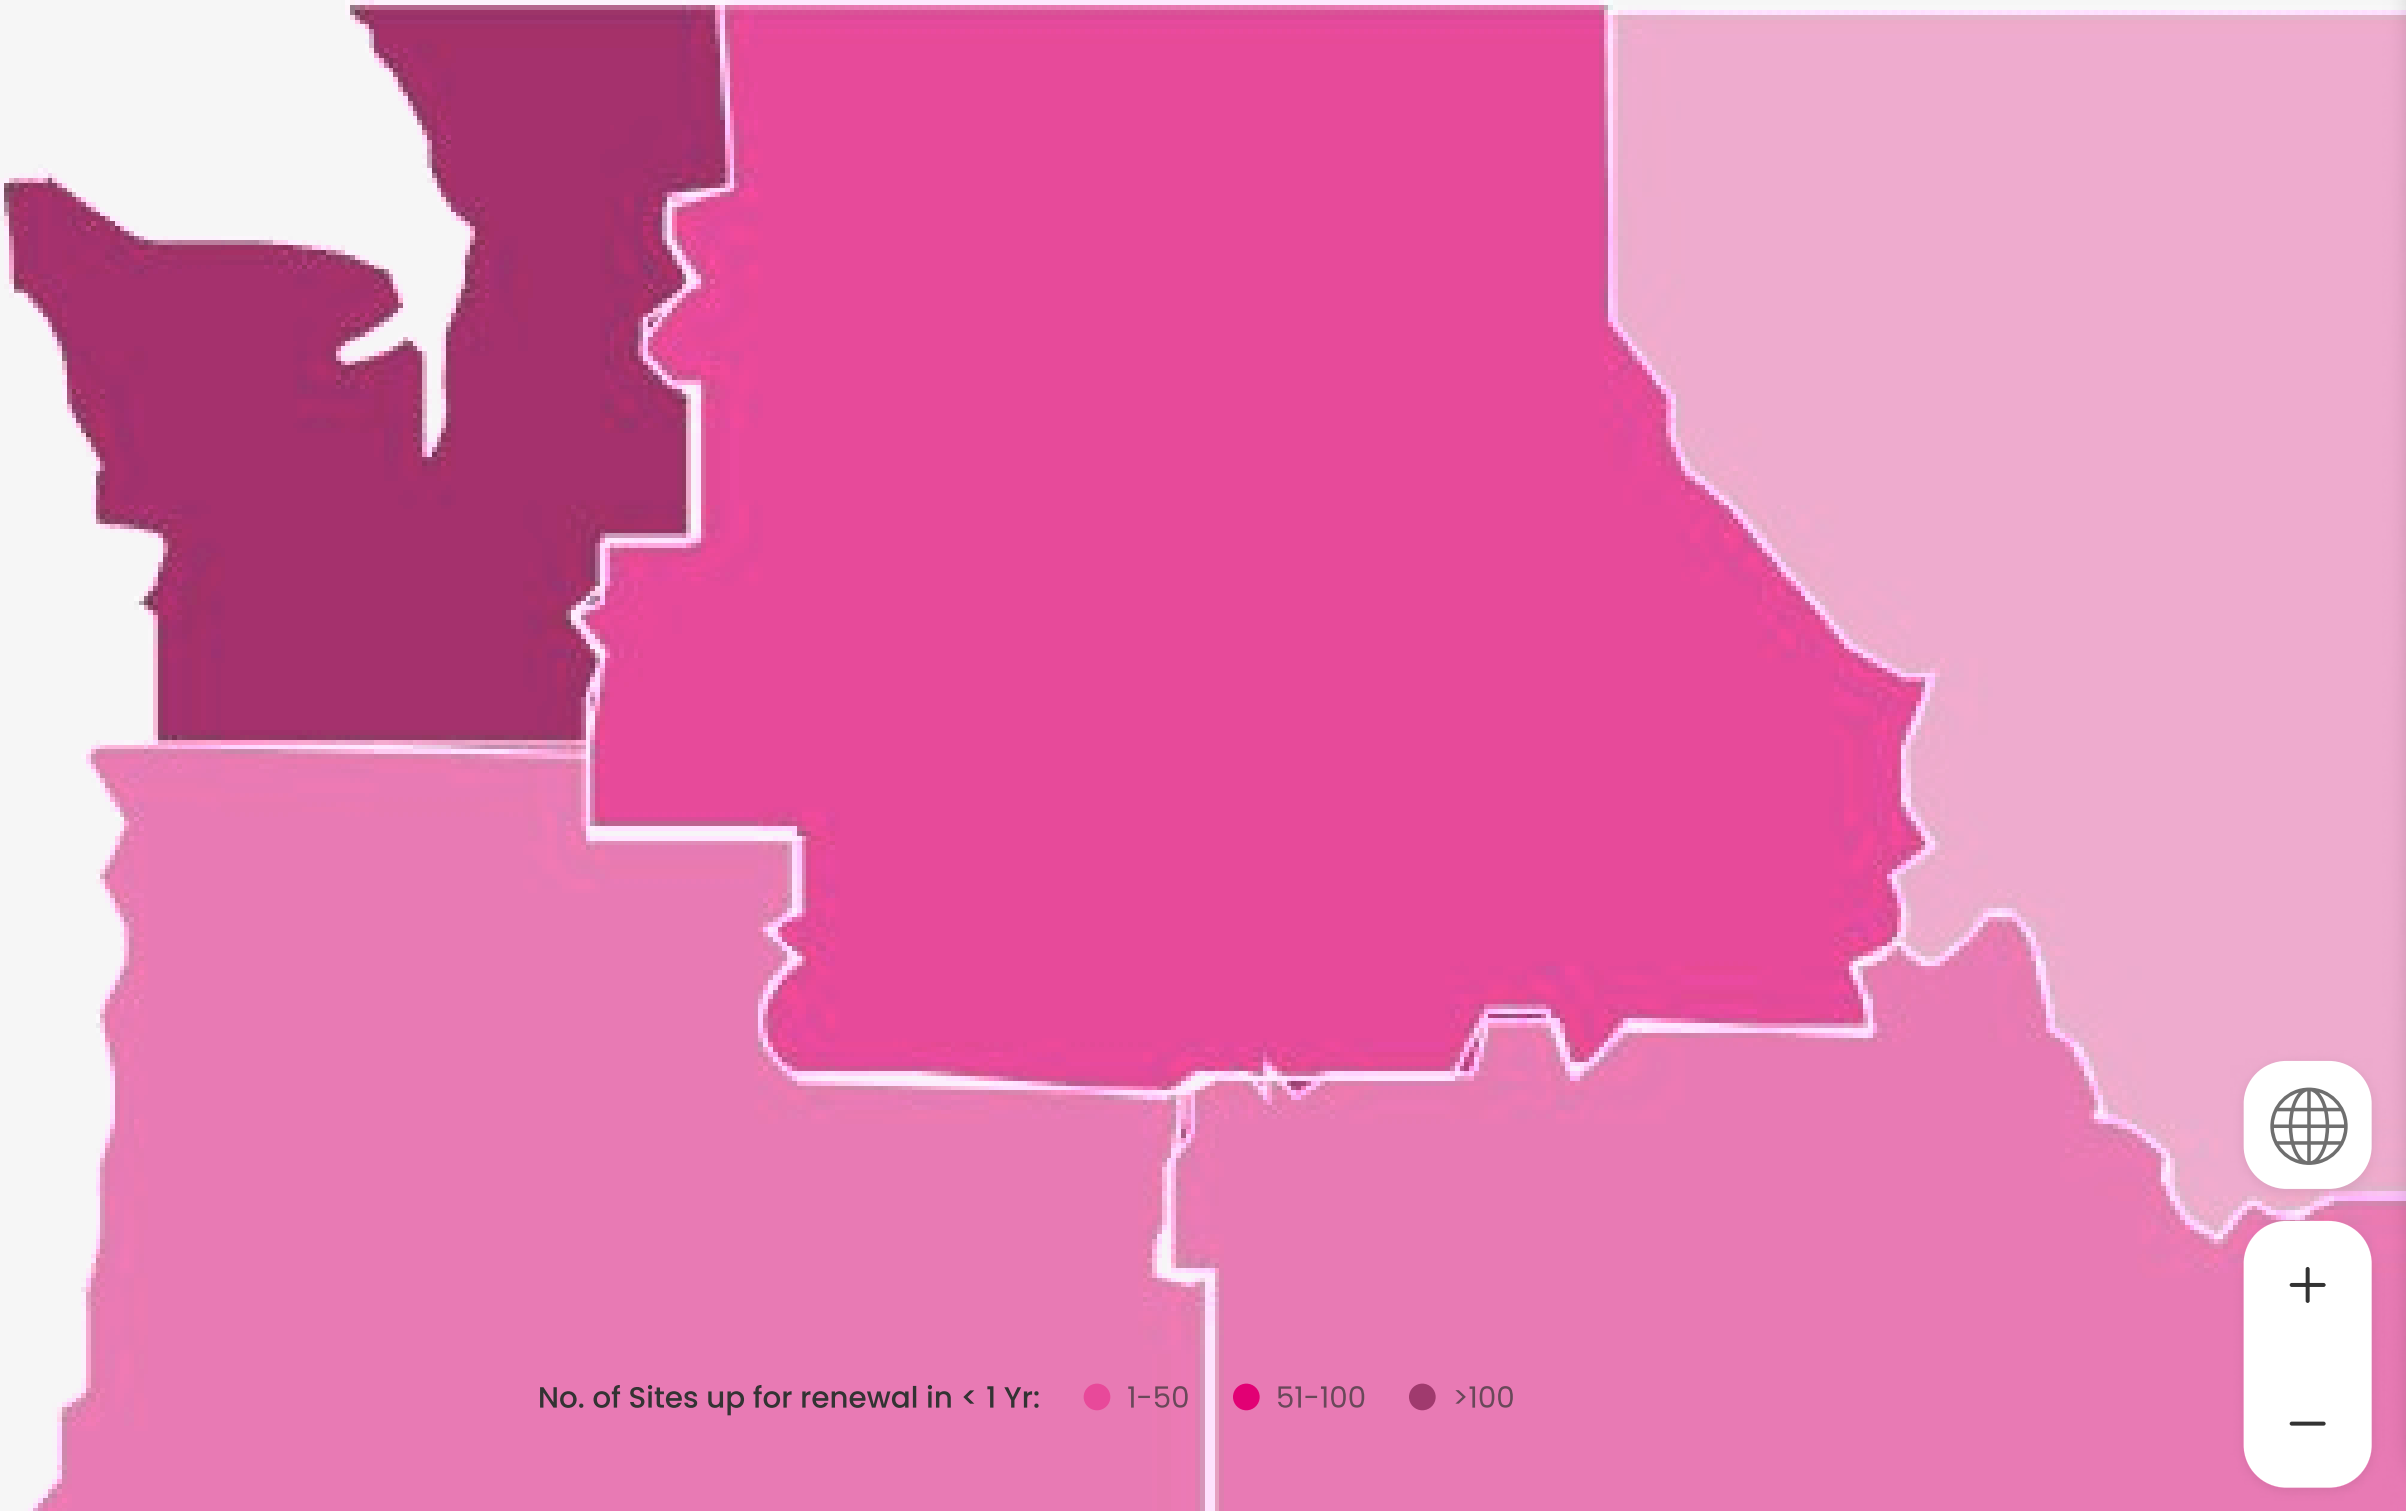 No. of Sites up for renewal in < 1 Yr: 1-50 51-100 >100
+
−